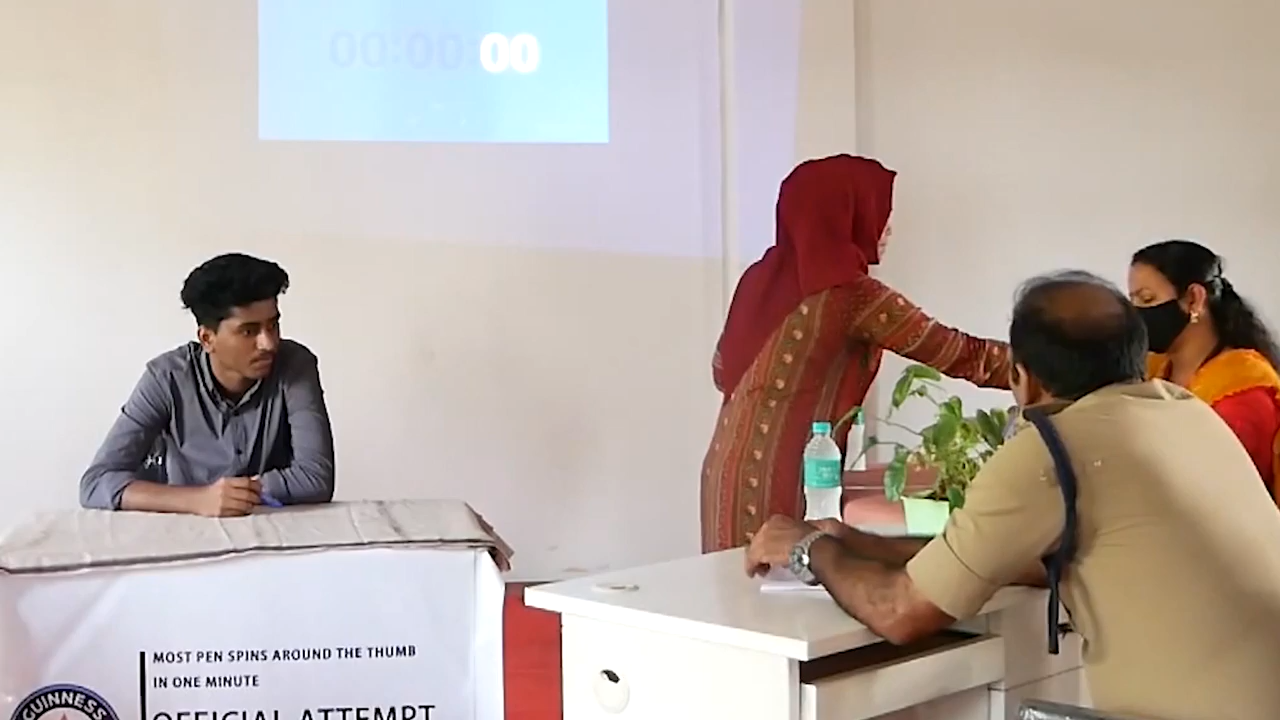 00:00:00
MOST PEN SPINS AROUND THE THUMB
IN ONE MINUTE
GUINNESS
OFFICIAL ATTEMPT